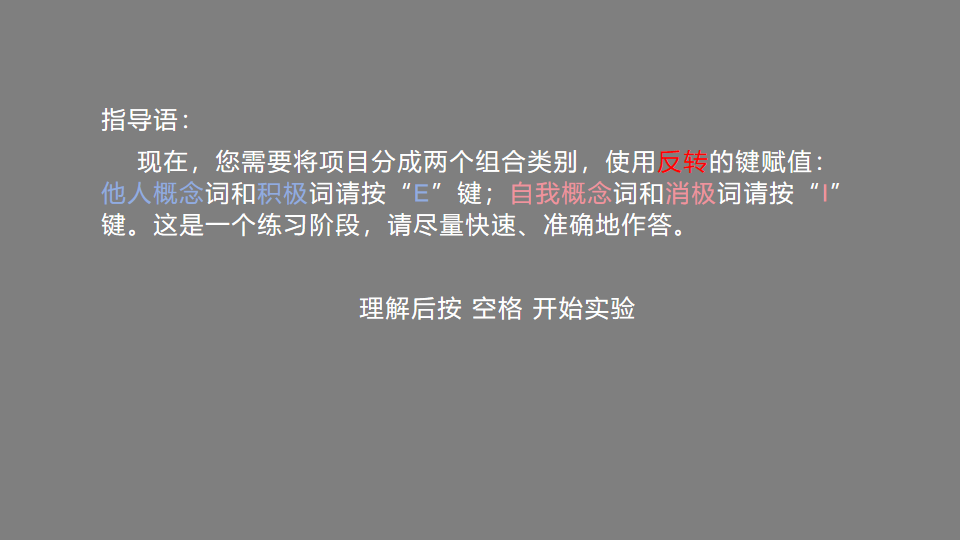 指导语：
现在，您需要将项目分成两个组合类别，使用反转的键赋值：
他人概念词和积极词请按“E”键；自我概念词和消极词请按“I”
键。这是一个练习阶段，请尽量快速、准确地作答。
理解后按 空格 开始实验